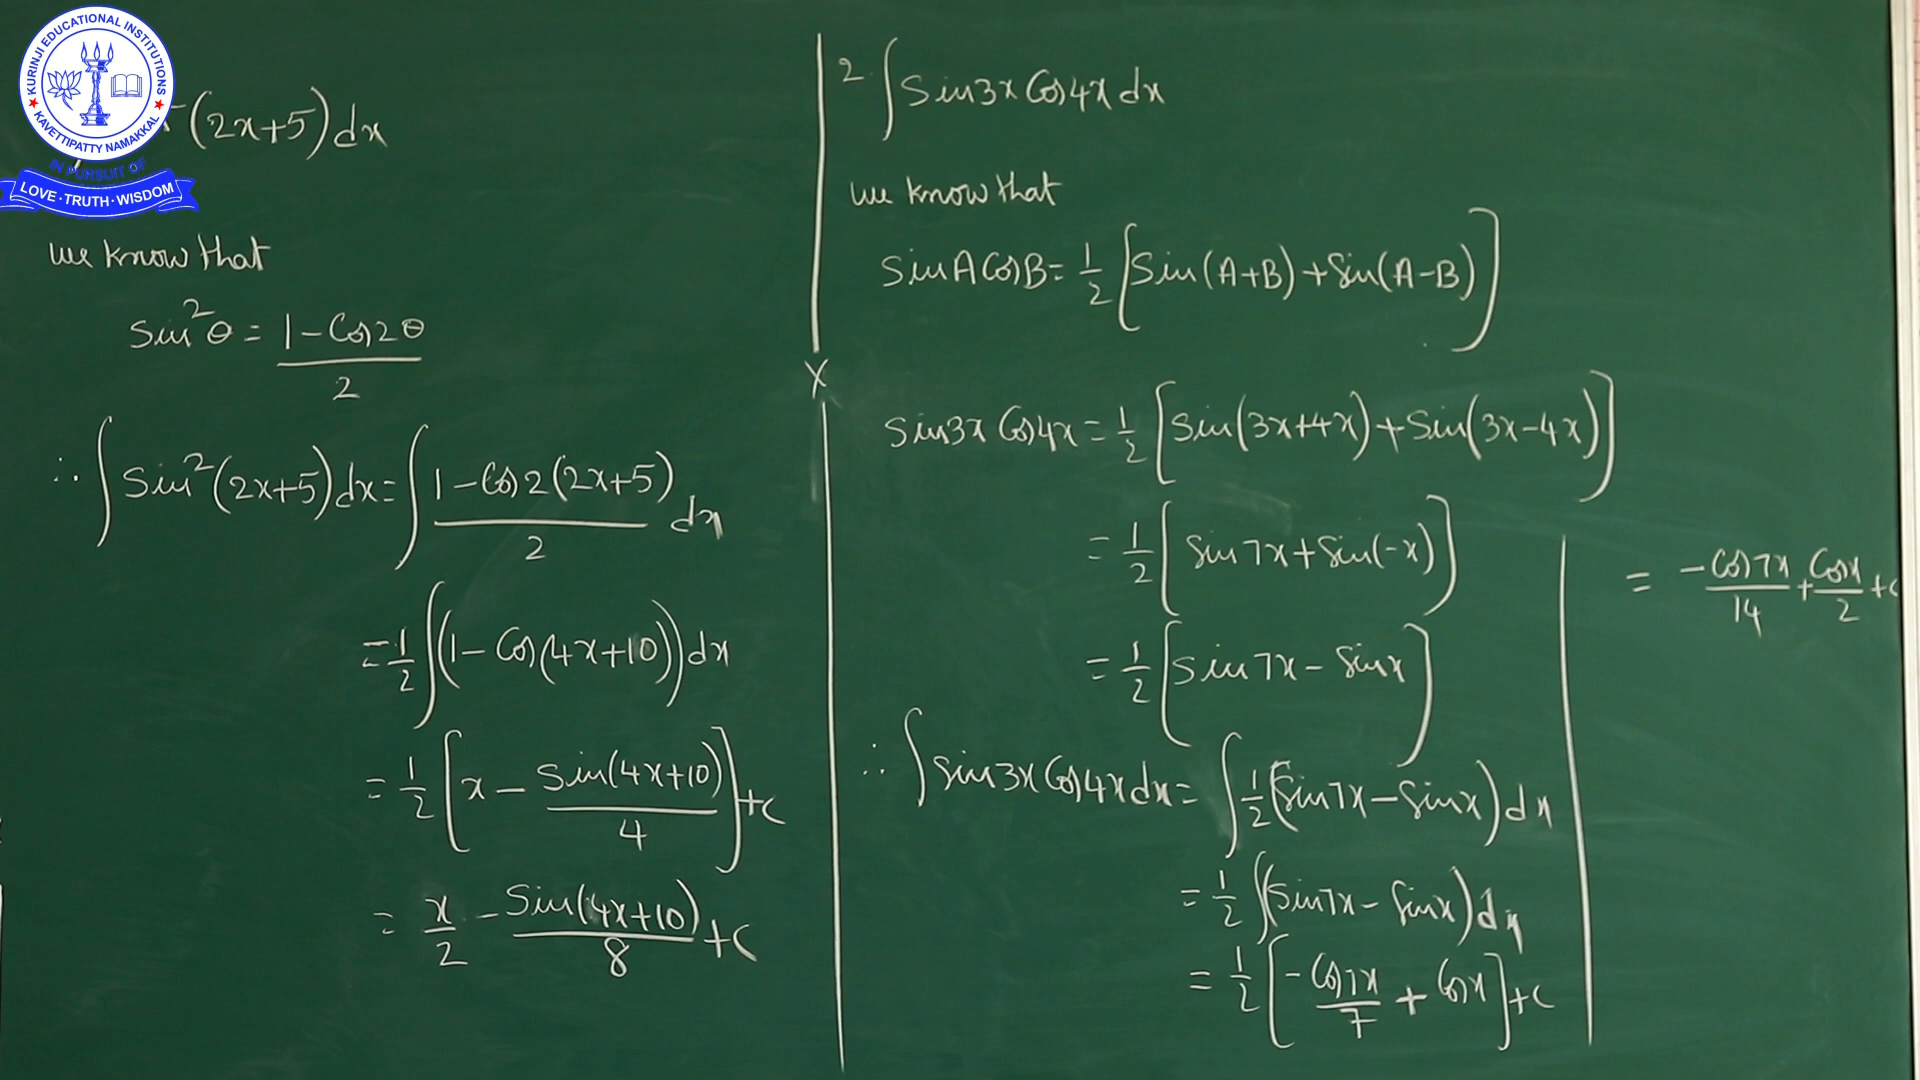 KURINJI EDUCATIONAL INSTITUTIONS
KAVETTIPATTY NAMAKKAL
IN PURSUIT OF
LOVE · TRUTH · WISDOM
(2x+5)dx
we know that
sin²θ = (1 - Cos2θ)/2
∴ ∫ Sin²(2x+5)dx = ∫ (1 - Cos2(2x+5))/2 dx
= 1/2 ∫(1 - Cos(4x+10))dx
= 1/2 [x - Sin(4x+10)/4] + c
= x/2 - Sin(4x+10)/8 + c
2. ∫ Sin3x Cos4x dx
we know that
SinACosB = 1/2 [Sin(A+B) + Sin(A-B)]
Sin3x Cos4x = 1/2 [Sin(3x+4x) + Sin(3x-4x)]
= 1/2 [Sin7x + Sin(-x)]
= 1/2 [Sin7x - Sinx]
∴ ∫ Sin3x Cos4x dx = ∫ 1/2 (Sin7x - Sinx) dx
= 1/2 ∫(Sin7x - Sinx)dx
= 1/2 [-Cos7x/7 + Cosx] + c
= -Cos7x/14 + Cosx/2 + c